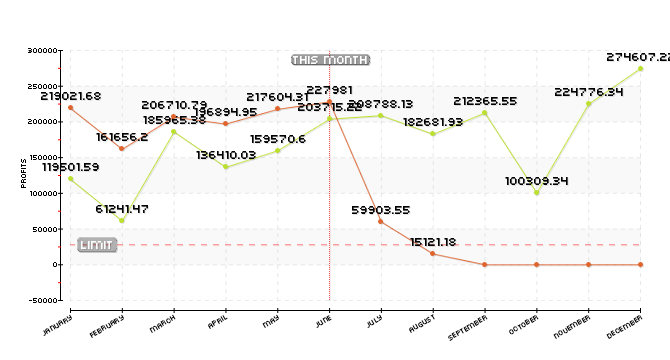 300000
THIS MONTH
274607.22
250000
219021.68
206710.79
217604.31
227981
224776.34
203715.22
208788.13
212365.55
196894.95
185965.38
200000
182681.93
161656.2
159570.6
150000
136410.03
119501.59
PROFITS
100309.34
100000
61241.47
59903.55
50000
LIMIT
15121.18
0
-50000
JANUARY
FEBRUARY
MARCH
APRIL
MAY
JUNE
JULY
AUGUST
SEPTEMBER
OCTOBER
NOVEMBER
DECEMBER